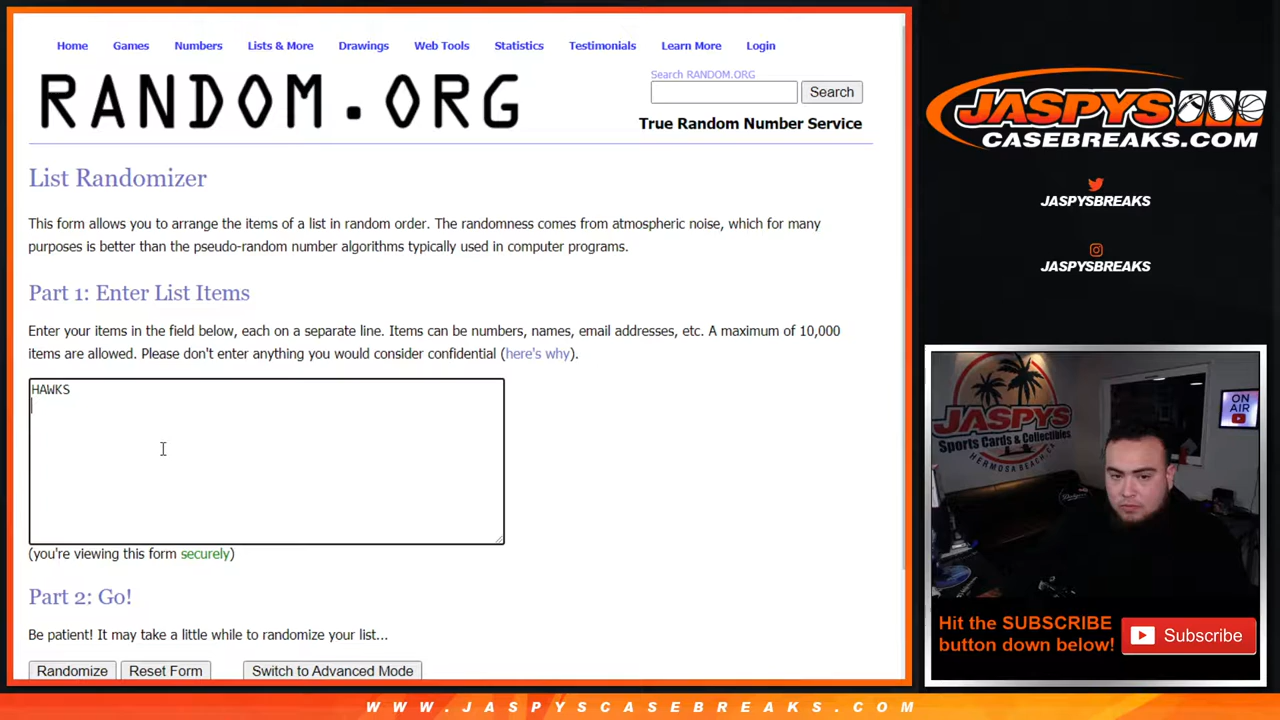 Home Games Numbers Lists & More Drawings Web Tools Statistics Testimonials Learn More Login
RANDOM.ORG
Search RANDOM.ORG
Search
True Random Number Service
List Randomizer
This form allows you to arrange the items of a list in random order. The randomness comes from atmospheric noise, which for many
purposes is better than the pseudo-random number algorithms typically used in computer programs.
Part 1: Enter List Items
Enter your items in the field below, each on a separate line. Items can be numbers, names, email addresses, etc. A maximum of 10,000
items are allowed. Please don't enter anything you would consider confidential (here's why).
HAWKS
(you're viewing this form securely)
Part 2: Go!
Be patient! It may take a little while to randomize your list...
Randomize Reset Form Switch to Advanced Mode
JASPYS
CASEBREAKS.COM
JASPYSBREAKS
JASPYSBREAKS
JASPYS
Sports Cards & Collectibles
HERMOSA BEACH, CA
ON
AIR
Hit the SUBSCRIBE
button down below!
Subscribe
WWW.JASPYSCASEBREAKS.COM